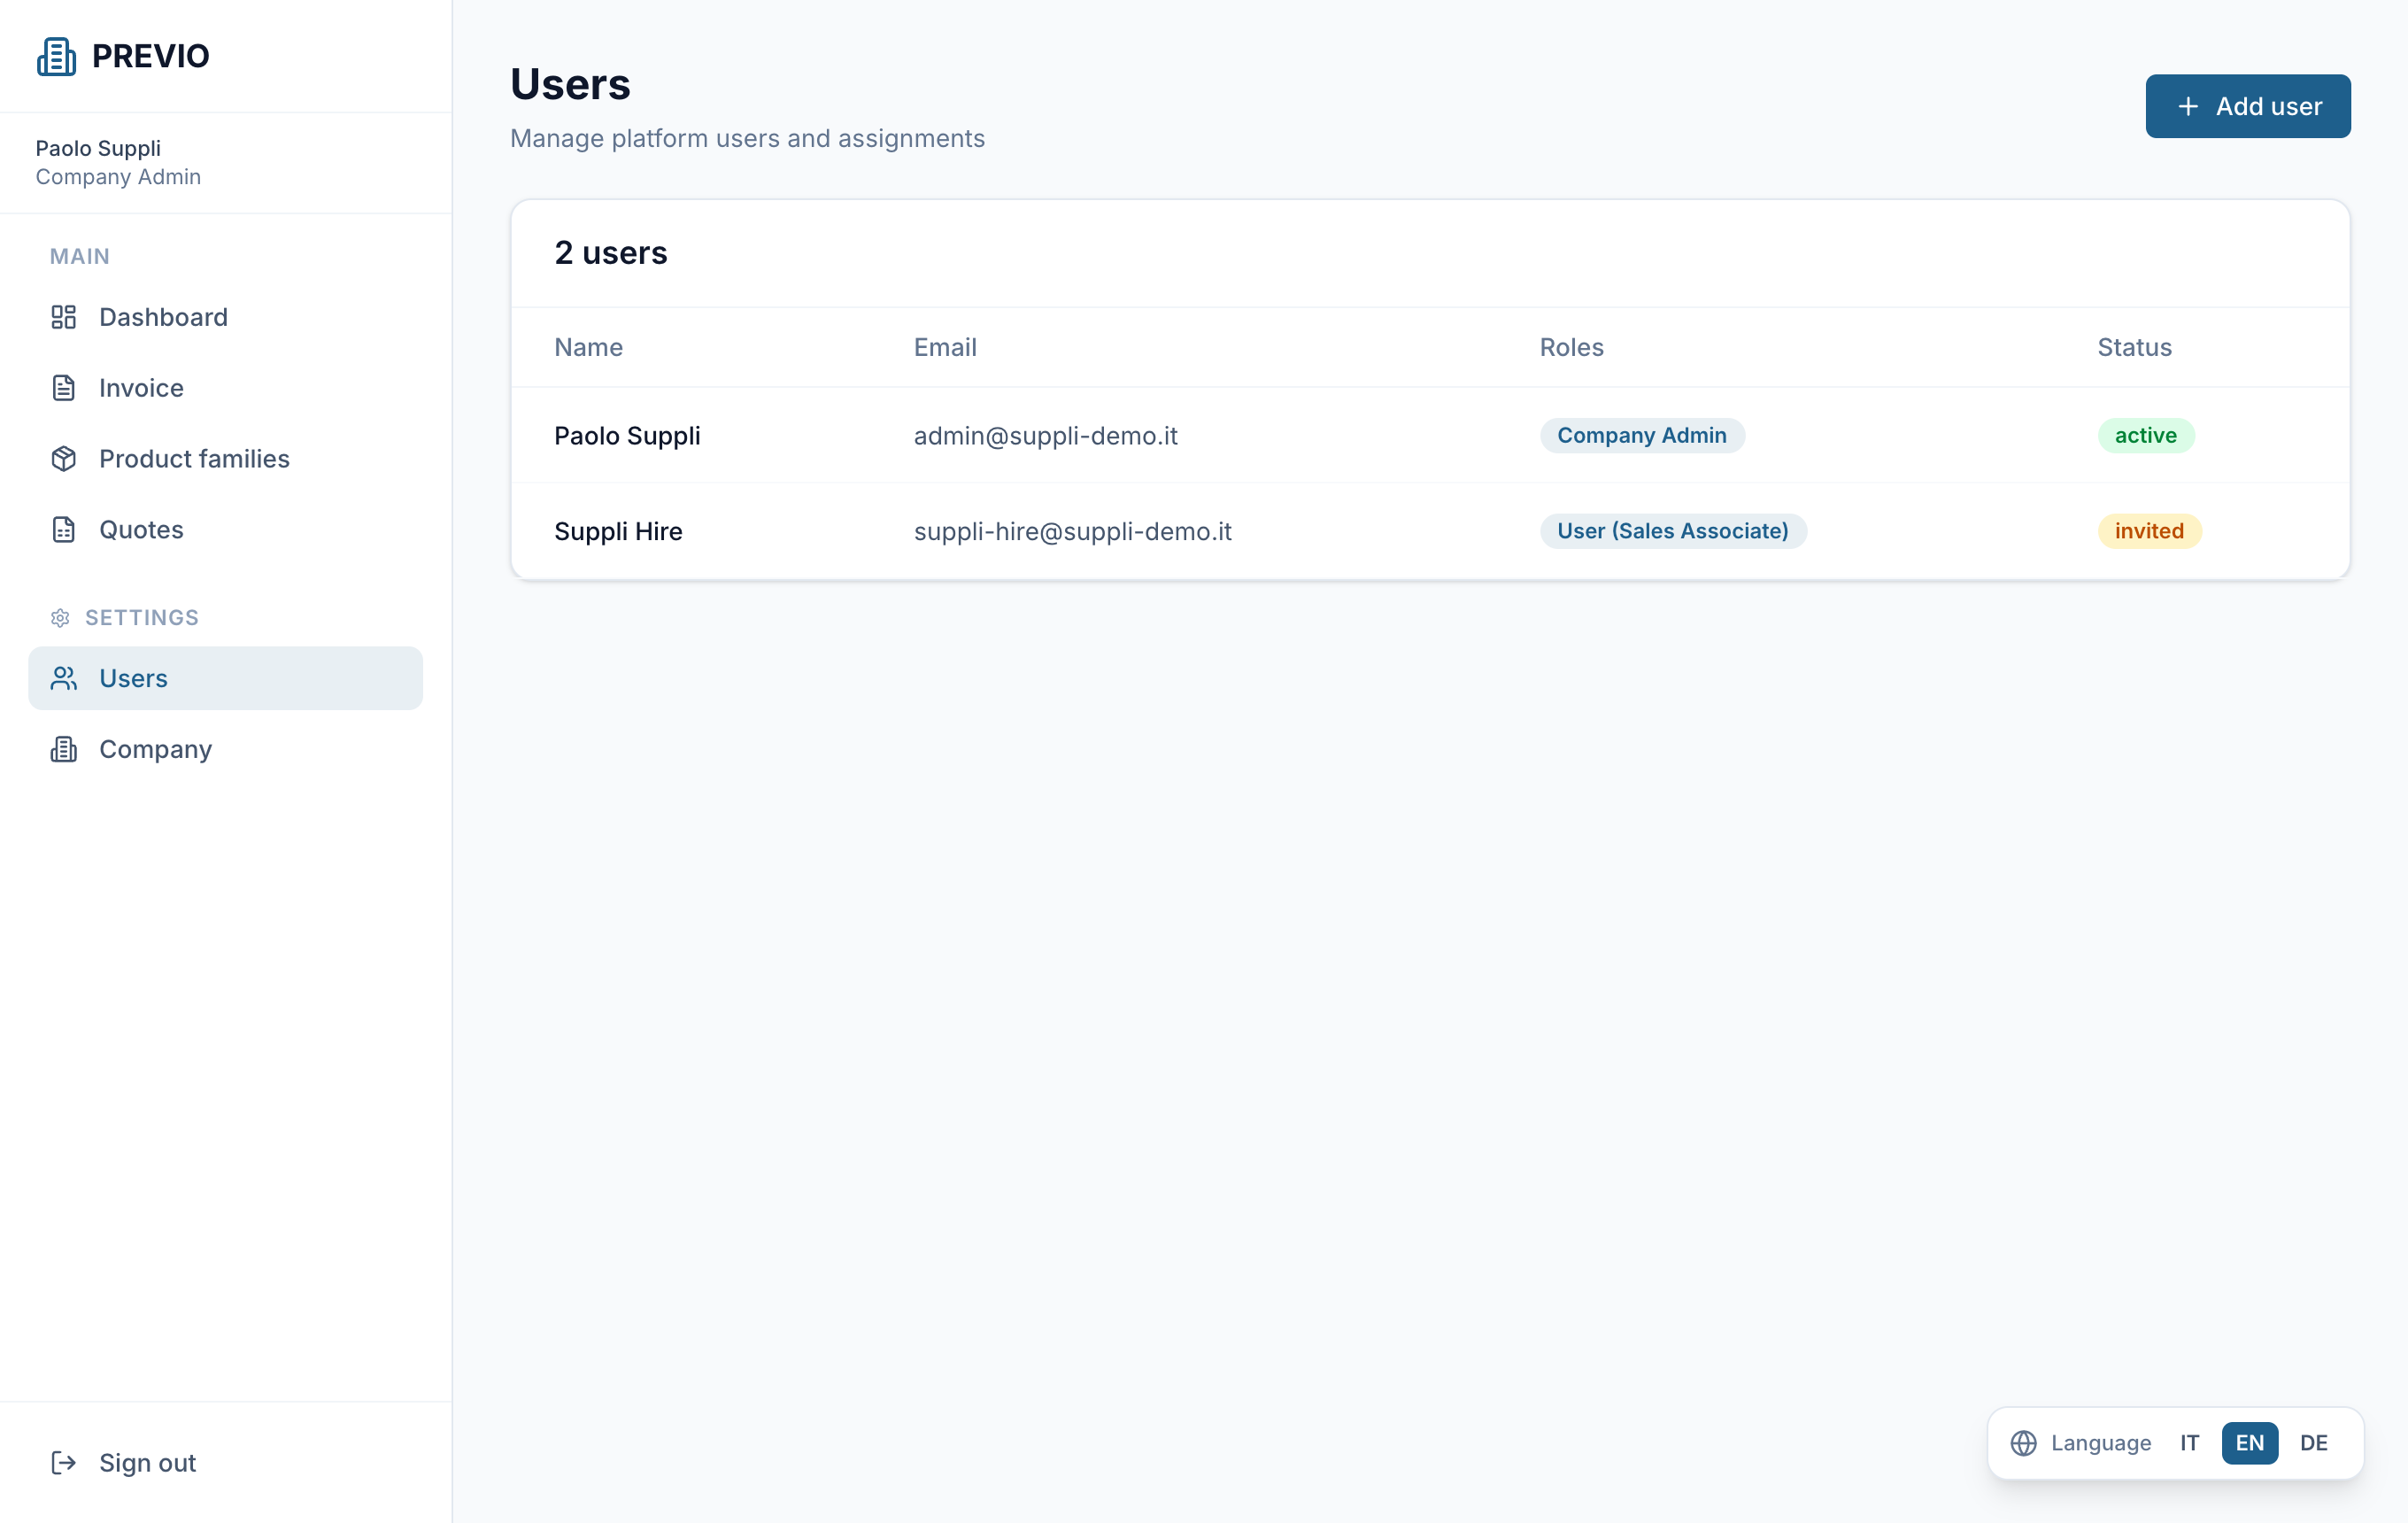 PREVIO
Paolo Suppli
Company Admin
MAIN
Dashboard
Invoice
Product families
Quotes
SETTINGS
Users
Company
Sign out
Users
Manage platform users and assignments
Add user
2 users
Name Email Roles Status
Paolo Suppli admin@suppli-demo.it Company Admin active
Suppli Hire suppli-hire@suppli-demo.it User (Sales Associate) invited
Language IT EN DE